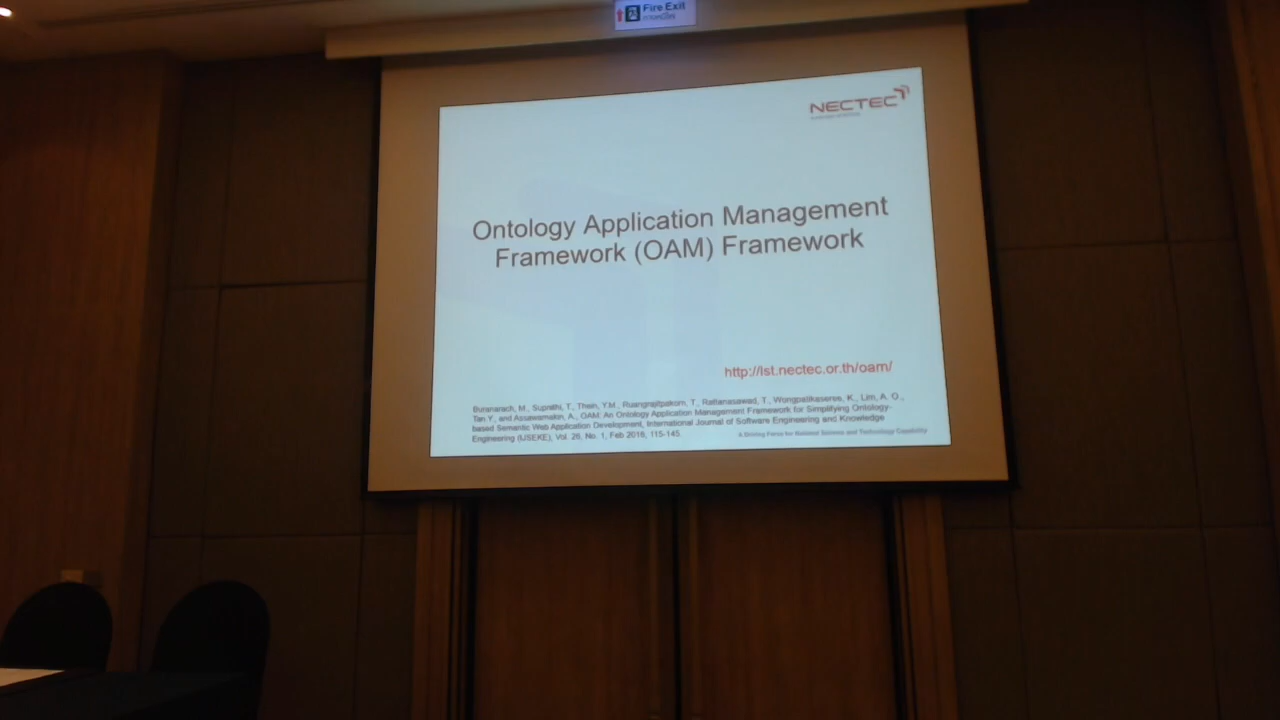 Fire Exit
NECTEC
Ontology Application Management
Framework (OAM) Framework
http://lst.nectec.or.th/oam/
Buranarach, M., Supnithi, T., Thein, Y.M., Ruangrajitpakorn, T., Rattanasawad, T., Wongpatikaseree, K., Lim, A. O.,
Tan Y., and Assawamakin, A., OAM: An Ontology Application Management Framework for Simplifying Ontology-
based Semantic Web Application Development, International Journal of Software Engineering and Knowledge
Engineering (IJSEKE), Vol. 26, No. 1, Feb 2016, 115-145.
A Driving Force for National Science and Technology Capability